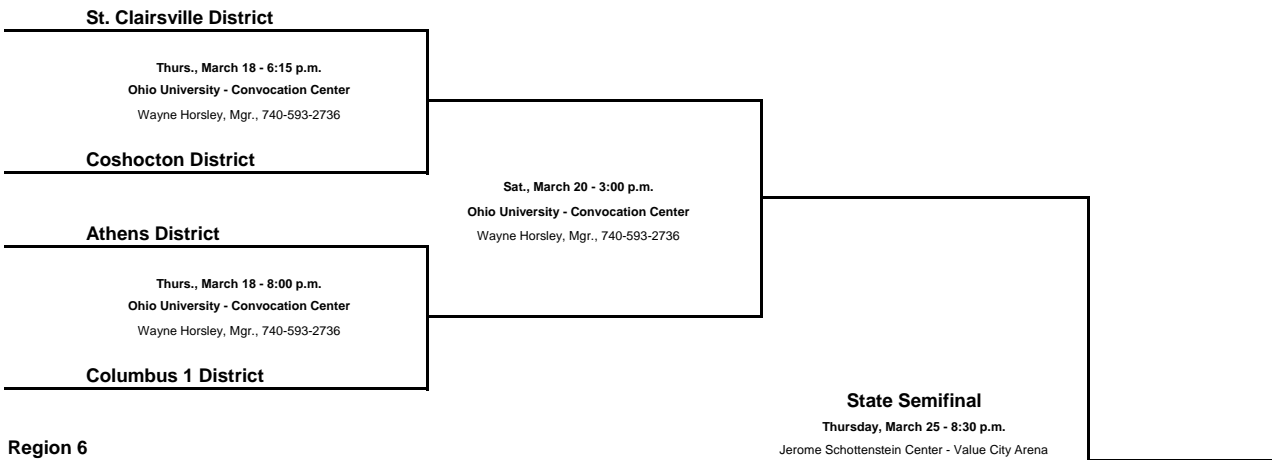 St. Clairsville District
Thurs., March 18 - 6:15 p.m.
Ohio University - Convocation Center
Wayne Horsley, Mgr., 740-593-2736
Coshocton District
Sat., March 20 - 3:00 p.m.
Ohio University - Convocation Center
Wayne Horsley, Mgr., 740-593-2736
Athens District
Thurs., March 18 - 8:00 p.m.
Ohio University - Convocation Center
Wayne Horsley, Mgr., 740-593-2736
Columbus 1 District
State Semifinal
Thursday, March 25 - 8:30 p.m.
Jerome Schottenstein Center - Value City Arena
Region 6